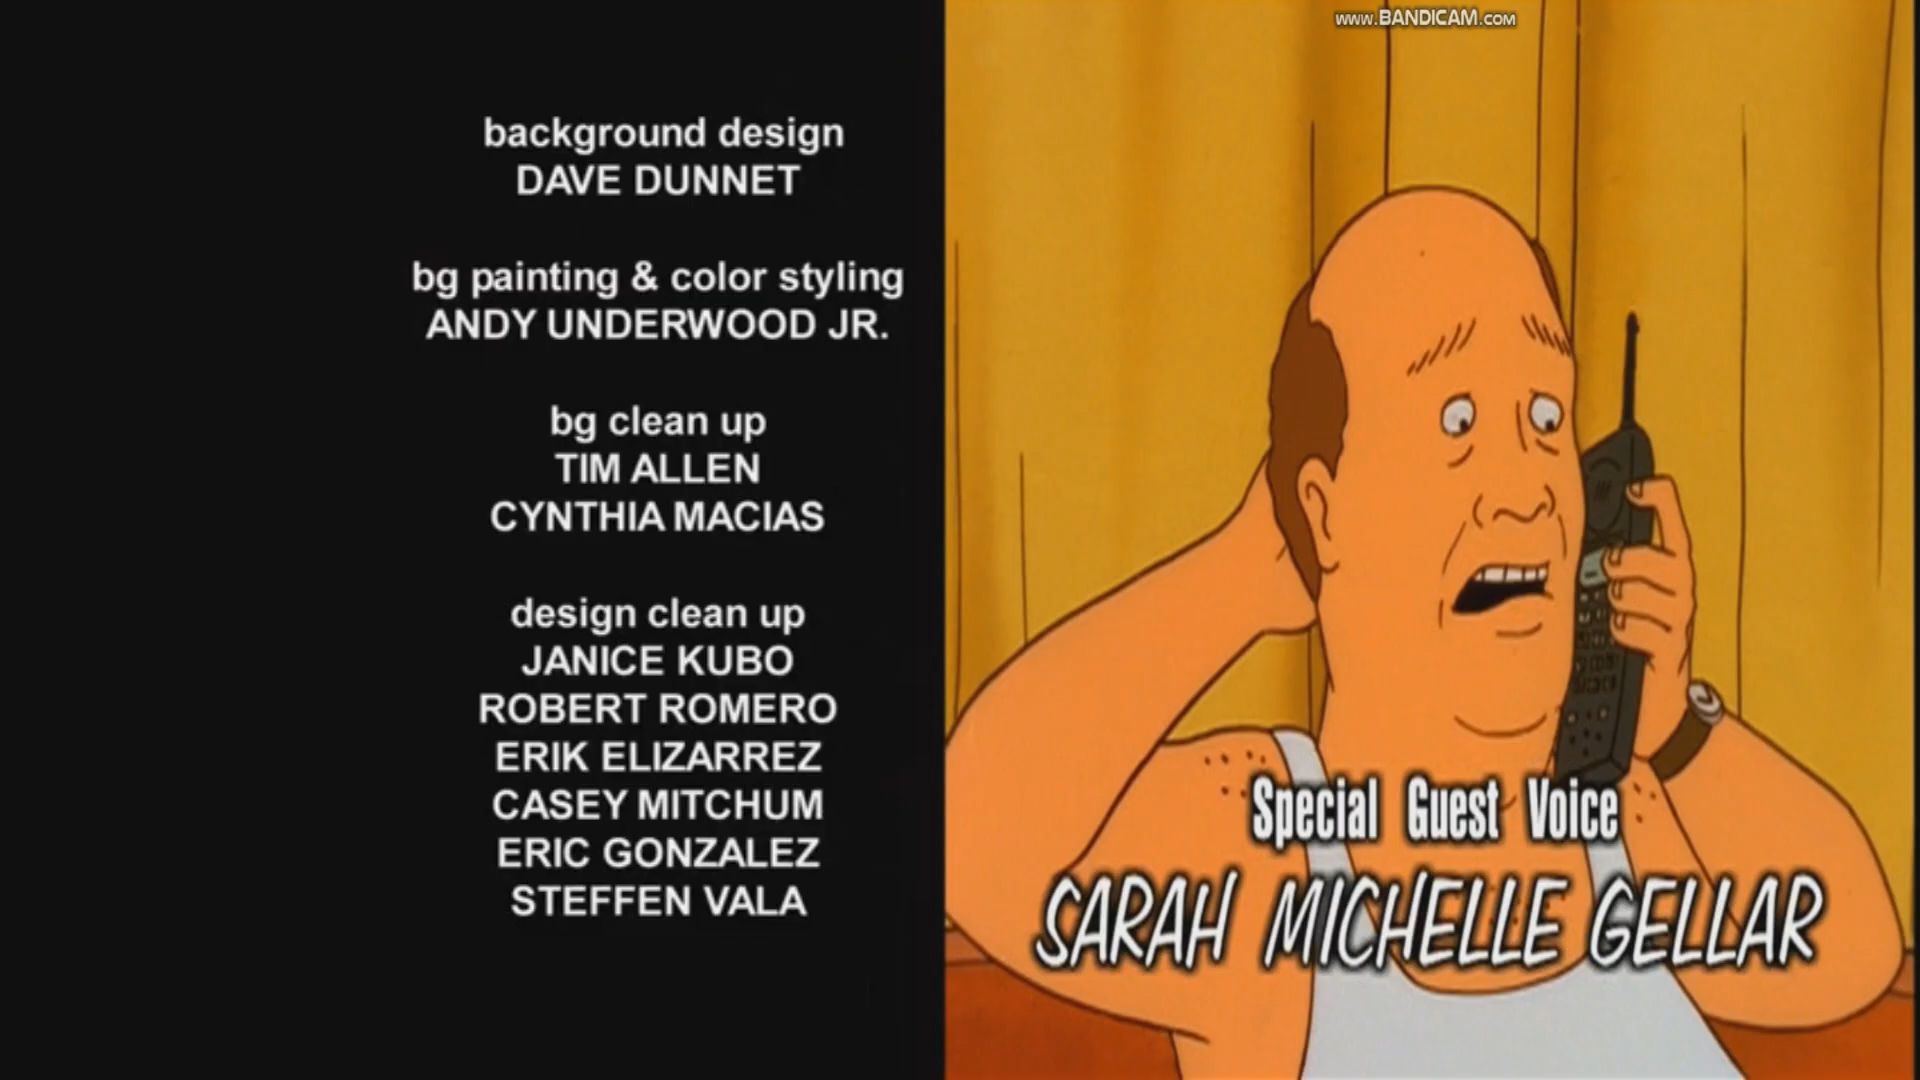 background design
DAVE DUNNET
bg painting & color styling
ANDY UNDERWOOD JR.
bg clean up
TIM ALLEN
CYNTHIA MACIAS
design clean up
JANICE KUBO
ROBERT ROMERO
ERIK ELIZARREZ
CASEY MITCHUM
ERIC GONZALEZ
STEFFEN VALA
www.BANDICAM.com
Special Guest Voice
SARAH MICHELLE GELLAR